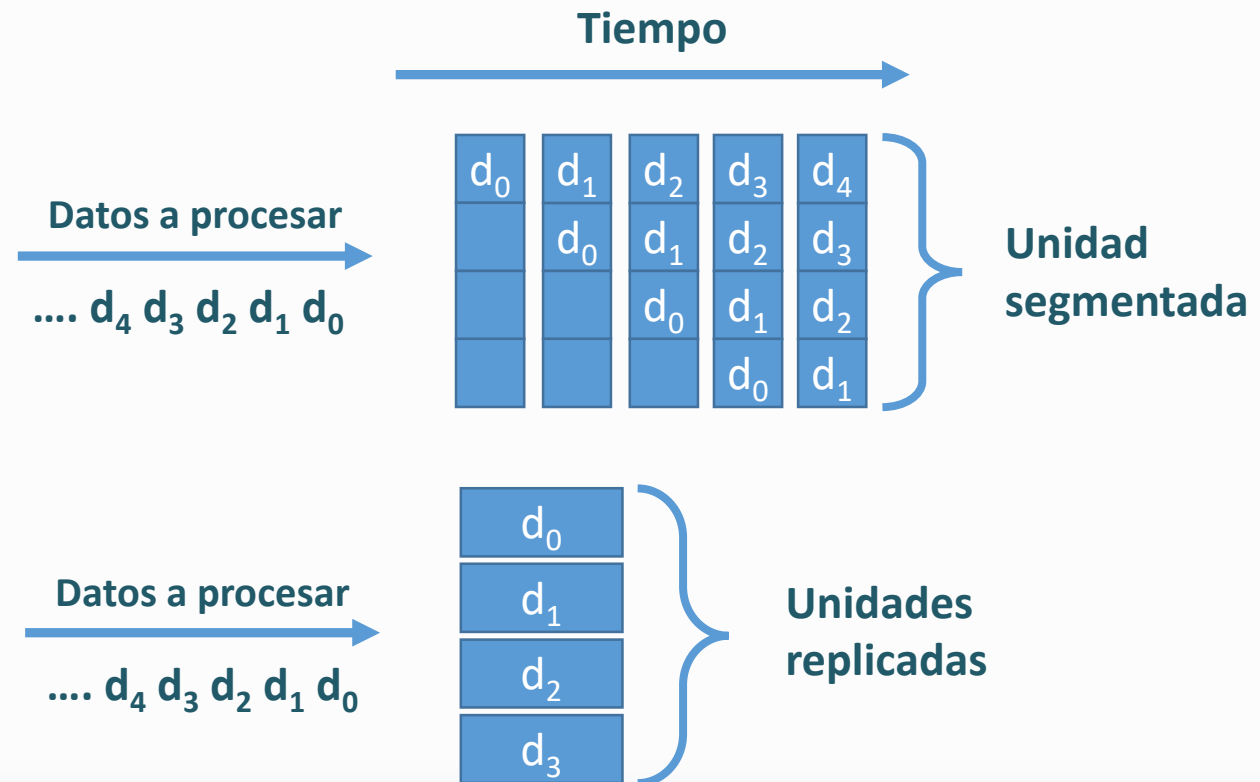 Tiempo
d₀ d₁ d₂ d₃ d₄
Datos a procesar
d₀ d₁ d₂ d₃
.... d₄ d₃ d₂ d₁ d₀
d₀ d₁ d₂
d₀ d₁
Unidad
segmentada
d₀
d₁
d₂
d₃
Datos a procesar
.... d₄ d₃ d₂ d₁ d₀
Unidades
replicadas